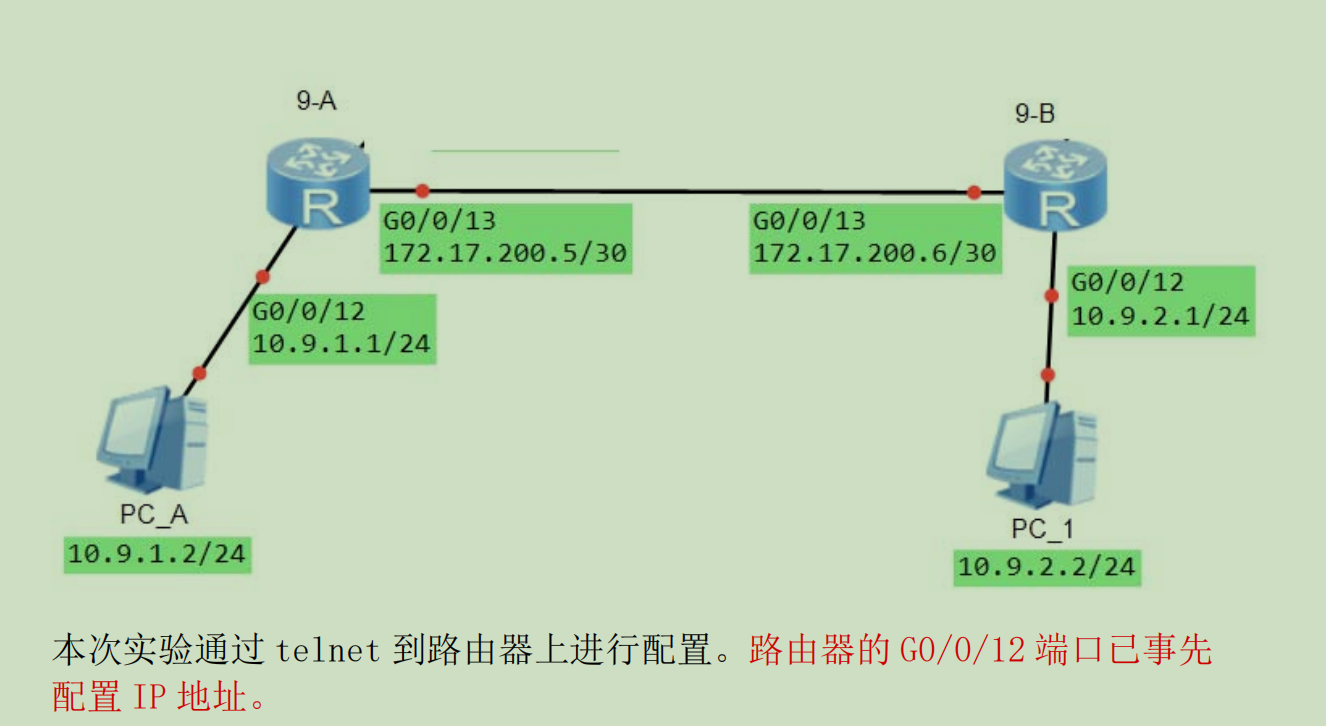 9-A
9-B
G0/0/13
172.17.200.5/30
G0/0/13
172.17.200.6/30
G0/0/12
10.9.1.1/24
G0/0/12
10.9.2.1/24
PC_A
10.9.1.2/24
PC_1
10.9.2.2/24
本次实验通过 telnet 到路由器上进行配置。路由器的 G0/0/12 端口已事先
配置 IP 地址。